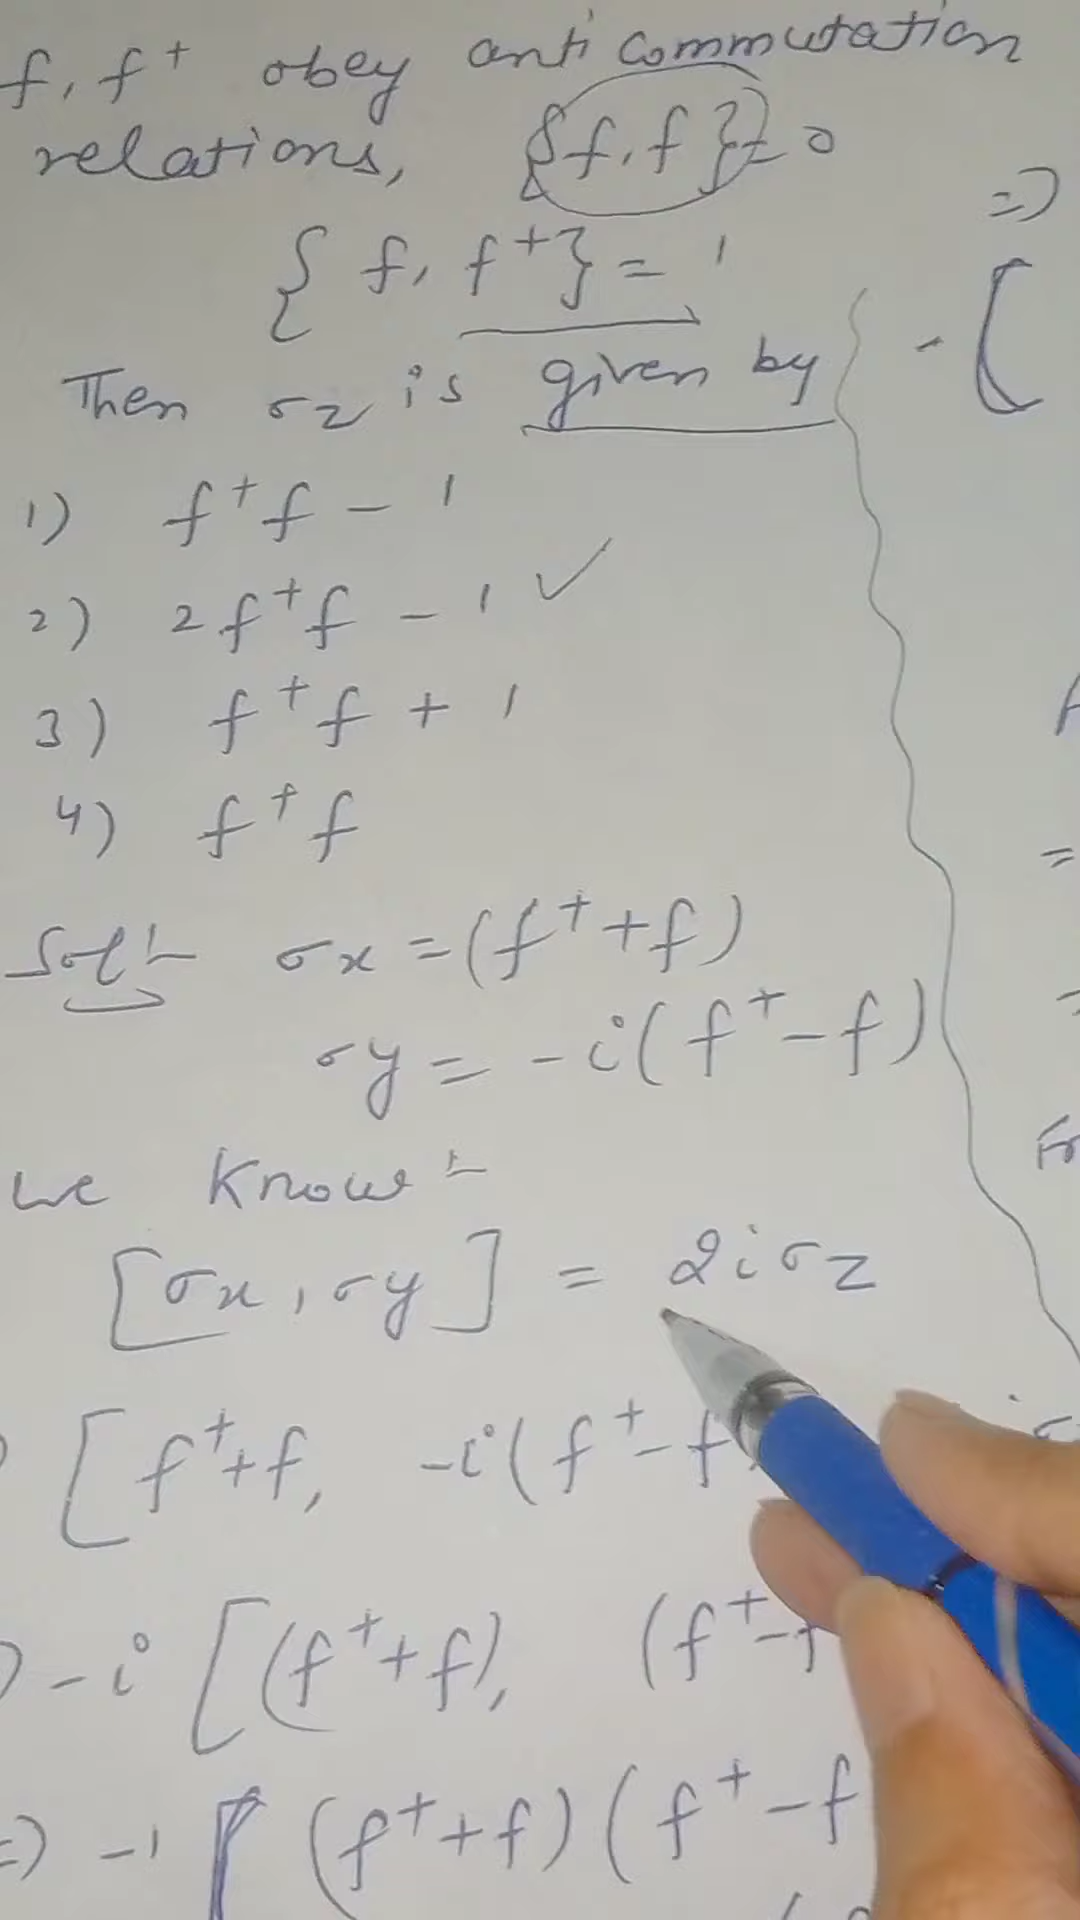 f, f⁺ obey anti commutation
relations, {f, f} = 0
{f, f⁺} = 1
=)
Then σz is given by
1) f⁺f - 1
2) 2f⁺f - 1 ✓
3) f⁺f + 1
4) f⁺f
Sol:- σx = (f⁺ + f)
σy = -i(f⁺ - f)
We Know:-
[σx, σy] = 2iσz
[f⁺+f, -i(f⁺-f
=) -i [(f⁺+f), (f⁺-f
=) -i [(f⁺+f)(f⁺-f